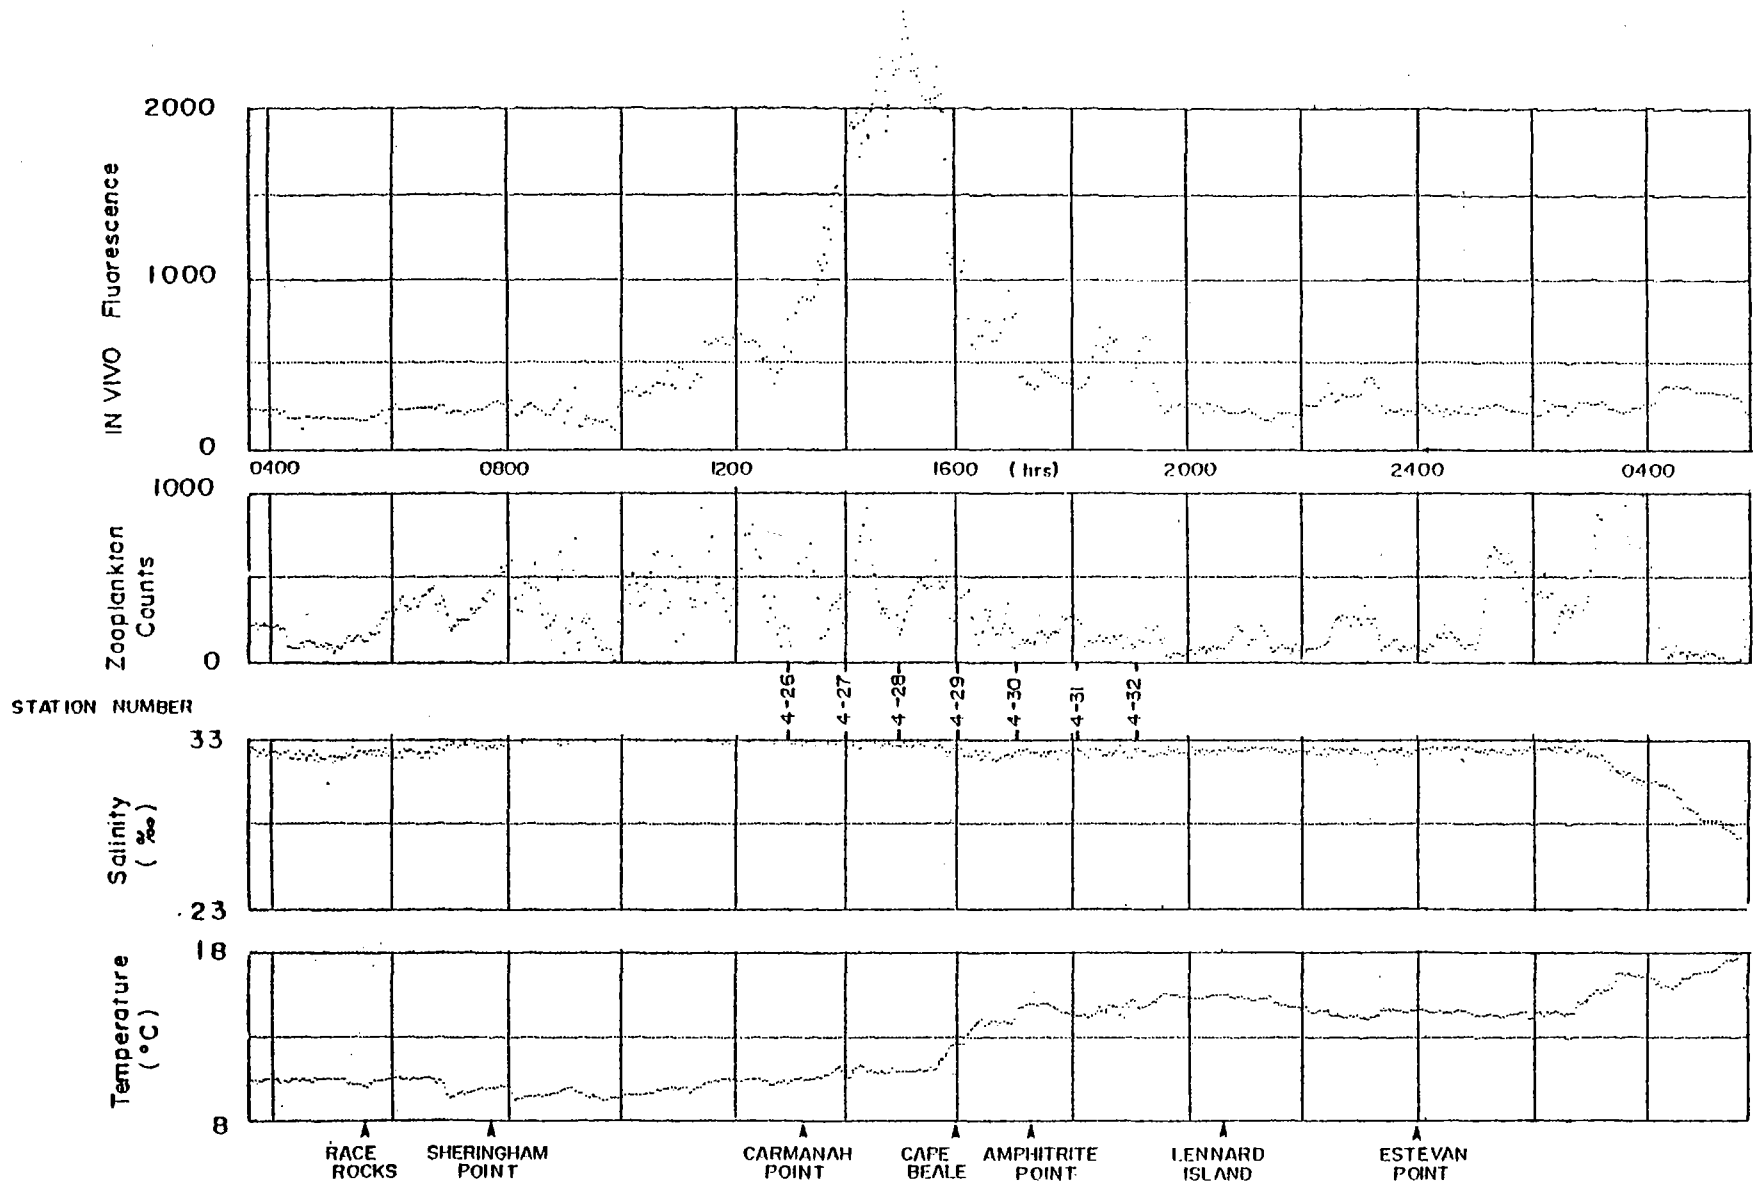 2000
1000
0
IN VIVO Fluorescence
0400 0800 1200 1600 (hrs) 2000 2400 0400
1000
0
Zooplankton
Counts
STATION NUMBER
4-26
4-27
4-28
4-29
4-30
4-31
4-32
33
23
Salinity
(‰)
18
8
Temperature
(°C)
RACE
ROCKS
SHERINGHAM
POINT
CARMANAH
POINT
CAPE
BEALE
AMPHITRITE
POINT
LENNARD
ISLAND
ESTEVAN
POINT